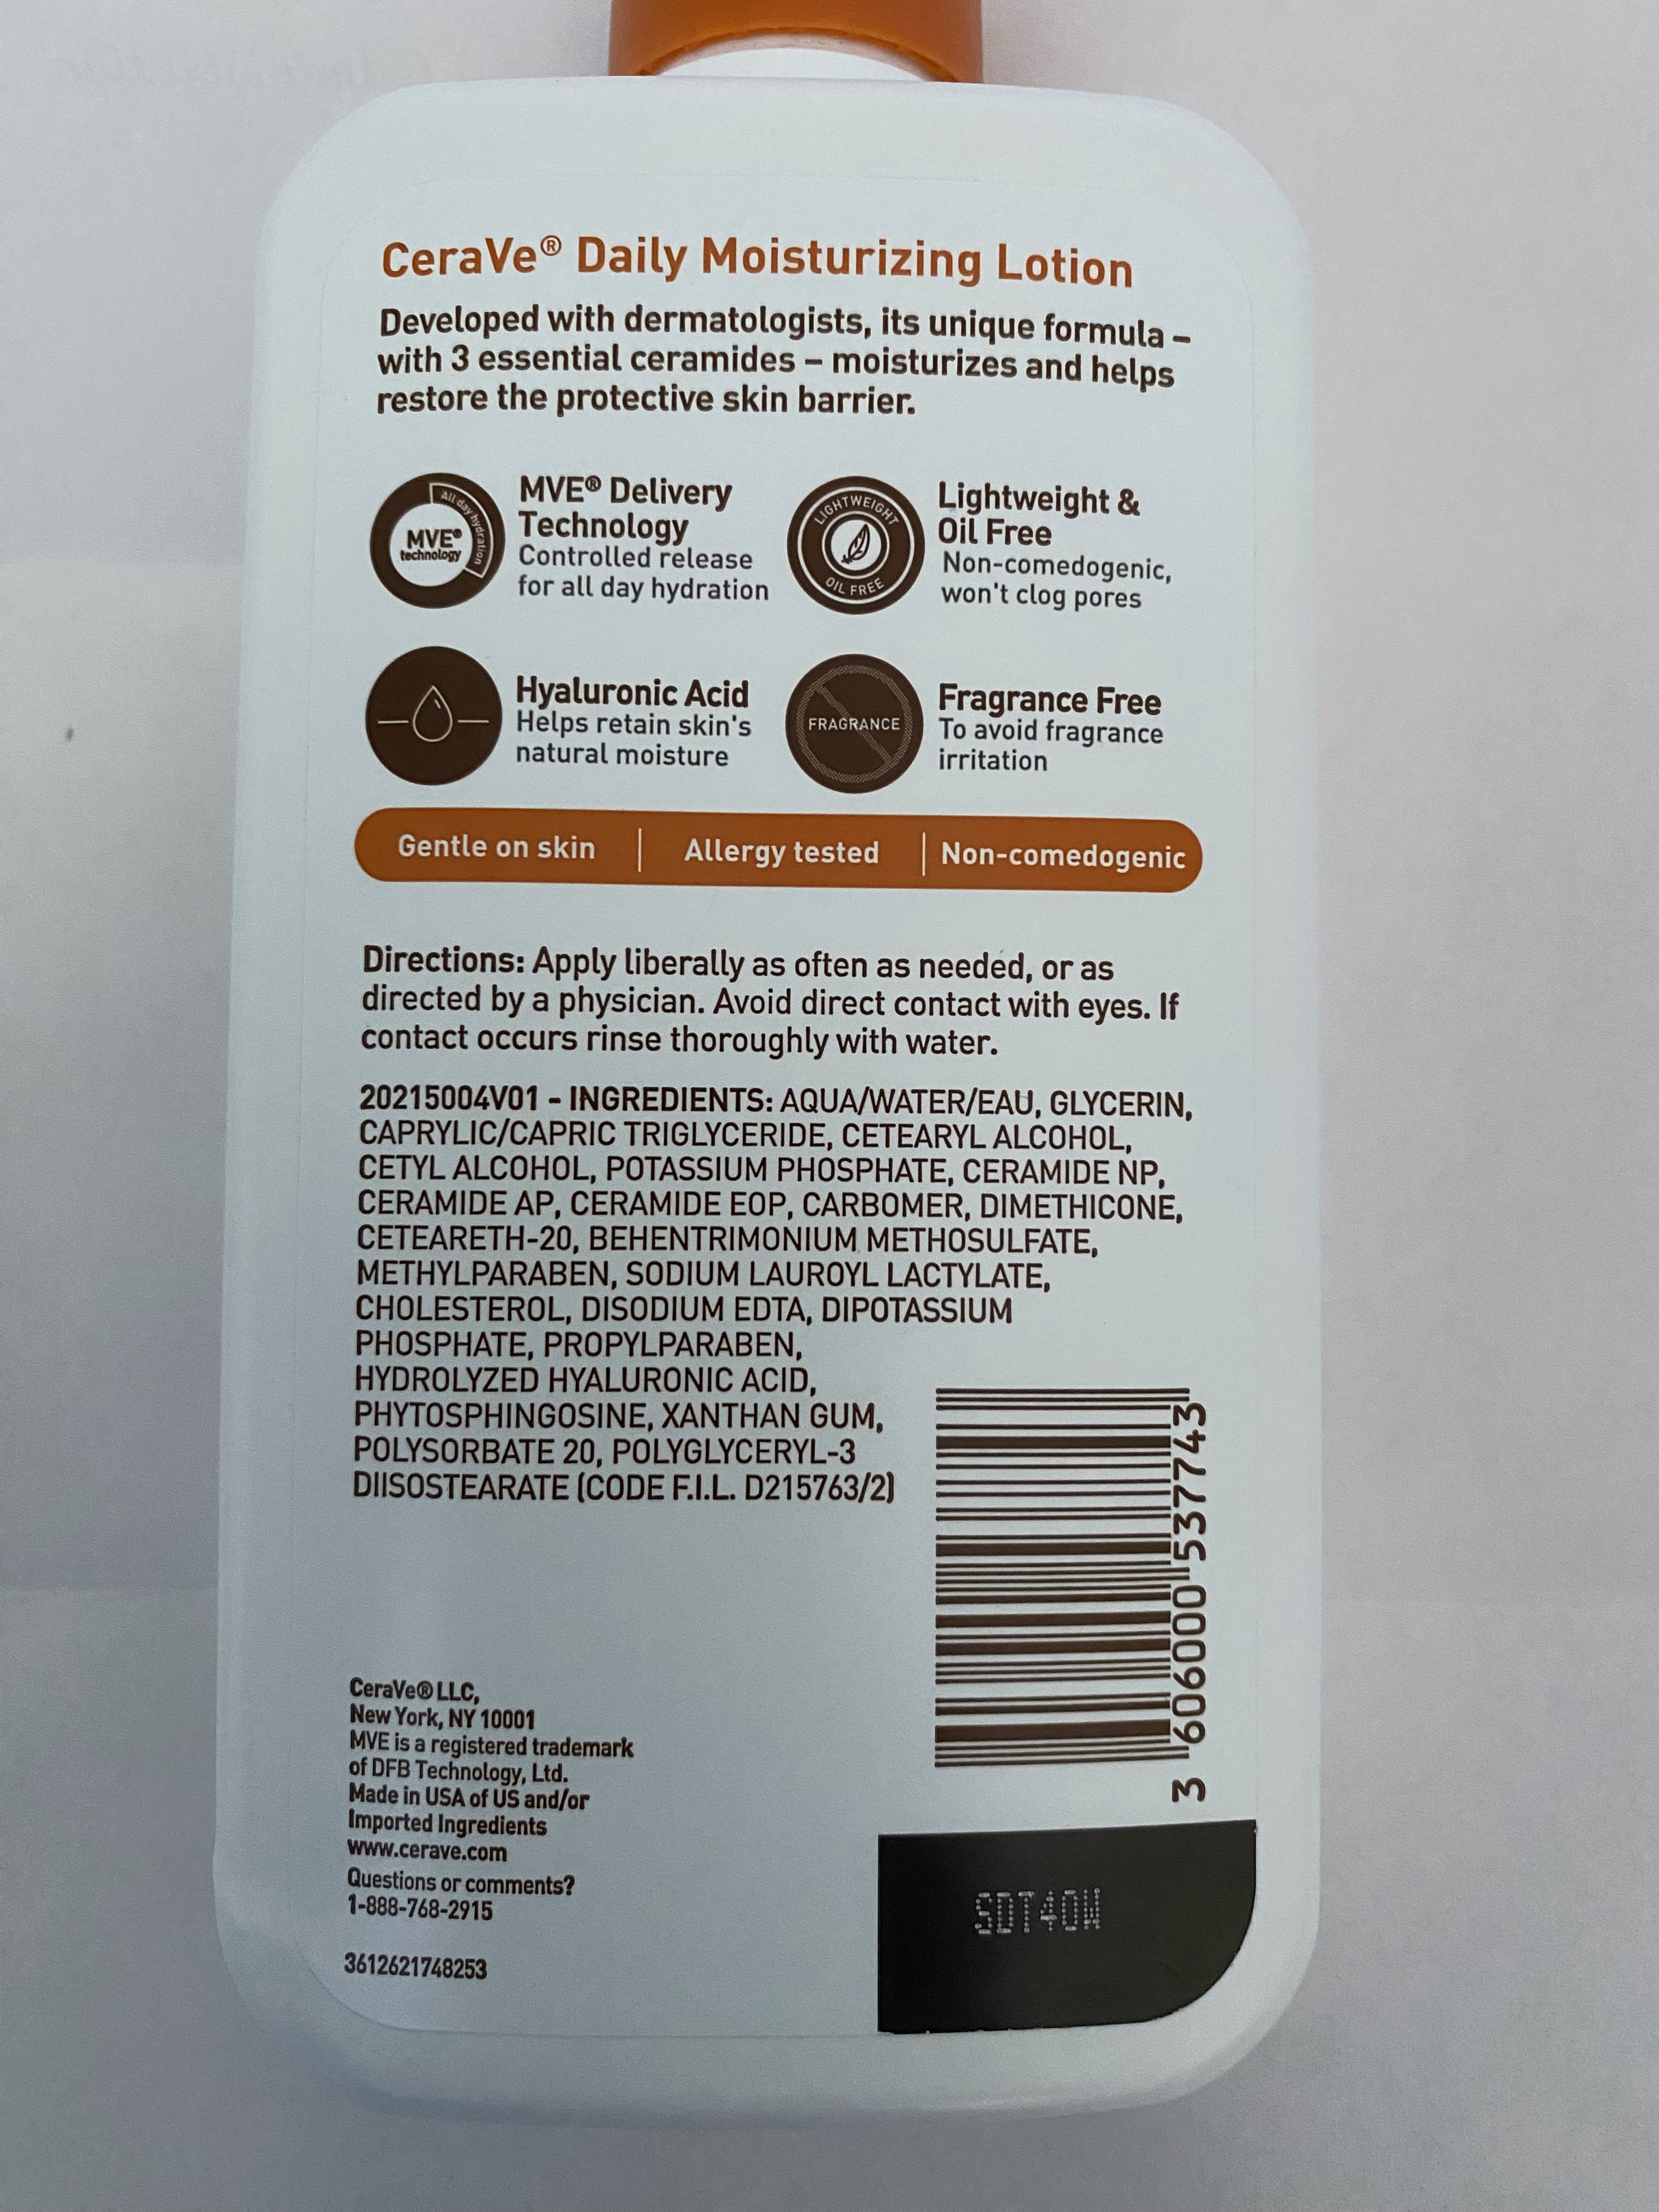 CeraVe® Daily Moisturizing Lotion
Developed with dermatologists, its unique formula –
with 3 essential ceramides – moisturizes and helps
restore the protective skin barrier.
All day hydration
MVE®
technology
MVE® Delivery
Technology
Controlled release
for all day hydration
LIGHTWEIGHT
OIL FREE
Lightweight &
Oil Free
Non-comedogenic,
won't clog pores
Hyaluronic Acid
Helps retain skin's
natural moisture
FRAGRANCE
Fragrance Free
To avoid fragrance
irritation
Gentle on skin | Allergy tested | Non-comedogenic
Directions: Apply liberally as often as needed, or as
directed by a physician. Avoid direct contact with eyes. If
contact occurs rinse thoroughly with water.
20215004V01 - INGREDIENTS: AQUA/WATER/EAU, GLYCERIN,
CAPRYLIC/CAPRIC TRIGLYCERIDE, CETEARYL ALCOHOL,
CETYL ALCOHOL, POTASSIUM PHOSPHATE, CERAMIDE NP,
CERAMIDE AP, CERAMIDE EOP, CARBOMER, DIMETHICONE,
CETEARETH-20, BEHENTRIMONIUM METHOSULFATE,
METHYLPARABEN, SODIUM LAUROYL LACTYLATE,
CHOLESTEROL, DISODIUM EDTA, DIPOTASSIUM
PHOSPHATE, PROPYLPARABEN,
HYDROLYZED HYALURONIC ACID,
PHYTOSPHINGOSINE, XANTHAN GUM,
POLYSORBATE 20, POLYGLYCERYL-3
DIISOSTEARATE (CODE F.I.L. D215763/2)
3 606000 537743
CeraVe® LLC,
New York, NY 10001
MVE is a registered trademark
of DFB Technology, Ltd.
Made in USA of US and/or
Imported Ingredients
www.cerave.com
Questions or comments?
1-888-768-2915
3612621748253
SDT40W